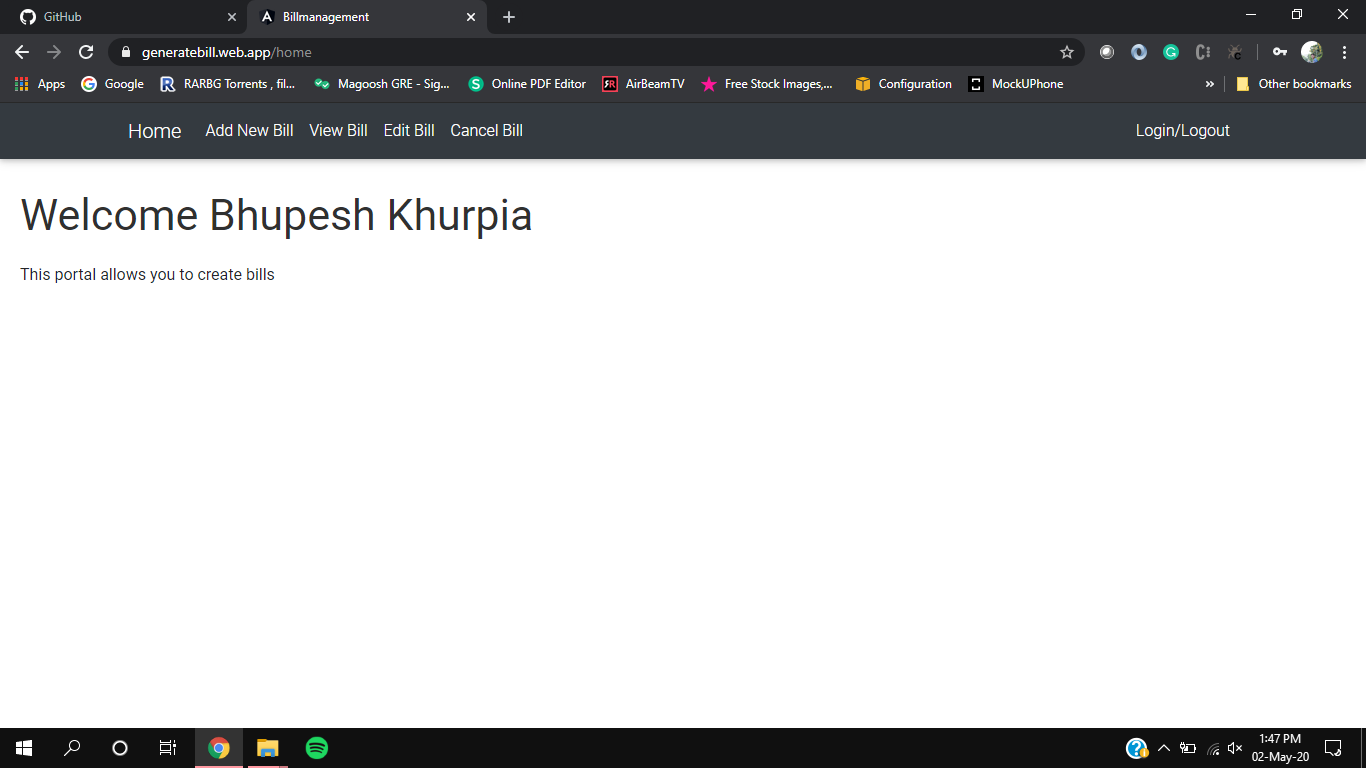 GitHub
Billmanagement
generatebill.web.app/home
Apps
Google
RARBG Torrents , fil...
Magoosh GRE - Sig...
Online PDF Editor
AirBeamTV
Free Stock Images,...
Configuration
MockUPhone
»
Other bookmarks
Home
Add New Bill
View Bill
Edit Bill
Cancel Bill
Login/Logout
Welcome Bhupesh Khurpia
This portal allows you to create bills
1:47 PM
02-May-20